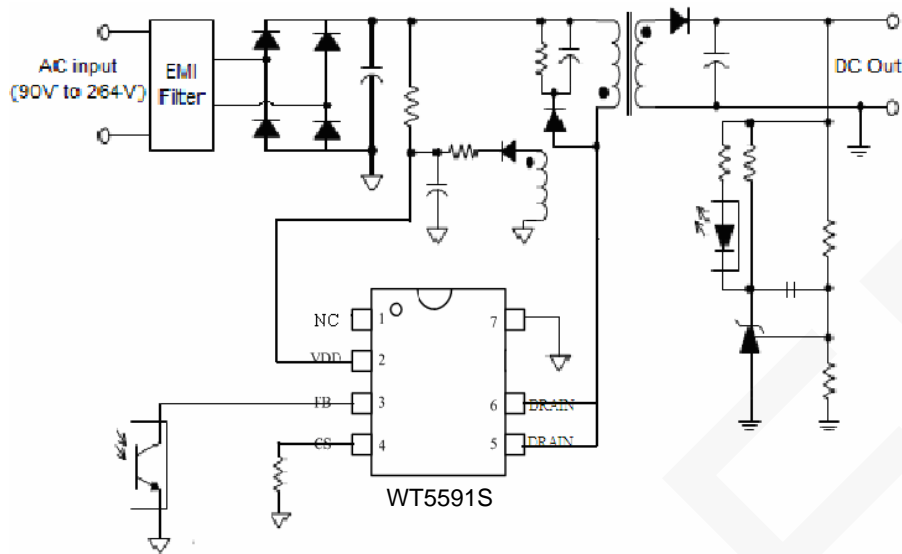 AC input
(90V to 264V)
EMI
Filter
DC Out
NC
1
VDD
2
FB
3
CS
4
7
6
DRAIN
5
DRAIN
WT5591S